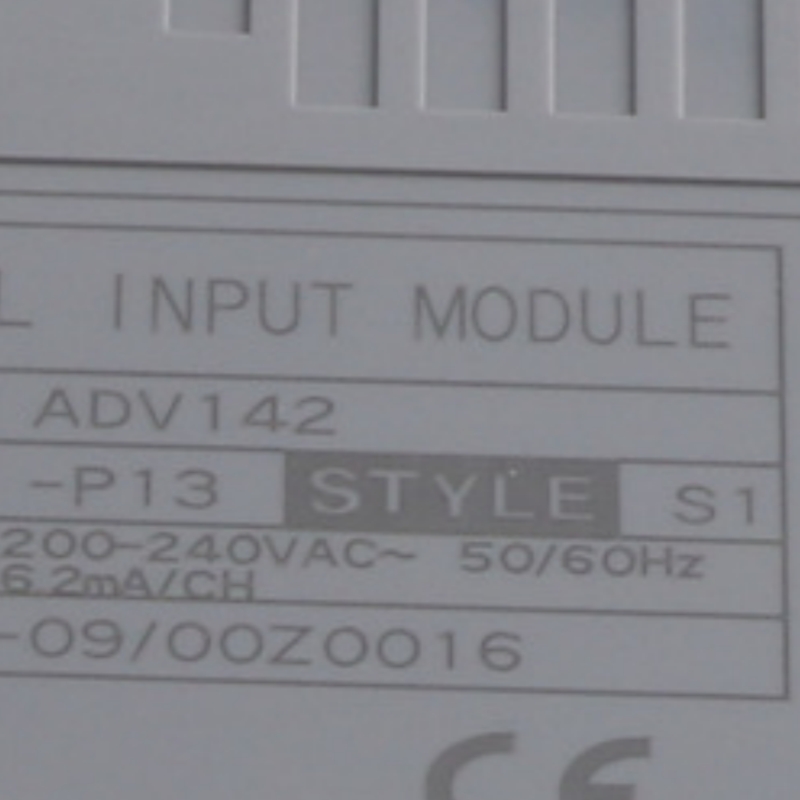 L INPUT MODULE
ADV142
-P13 STYLE S1
200-240VAC~ 50/60Hz
6.2mA/CH
-09/00Z0016
CE